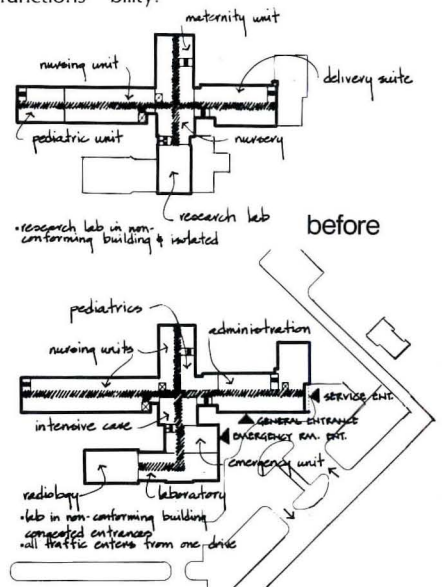 functions bility.
maternity unit
nursing unit
delivery suite
pediatric unit
nursery
research lab
•research lab in non-
conforming building & isolated
before
pediatrics
nursing units
administration
SERVICE ENT.
GENERAL ENTRANCE
intensive case
EMERGENCY RM. ENT.
emergency unit
radiology
laboratory
•lab in non-conforming building
congested entrances
•all traffic enters from one drive